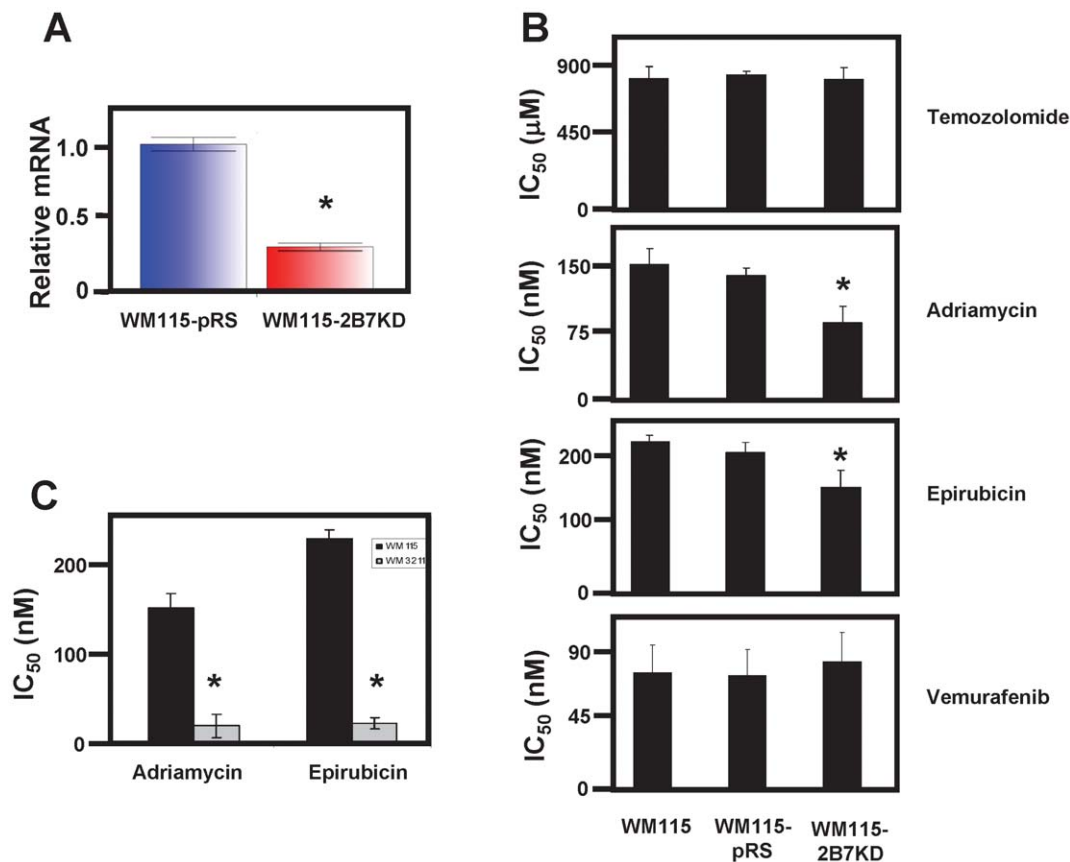 A
Relative mRNA
1.0
0.5
0
*
WM115-pRS WM115-2B7KD
B
IC50 (µM)
900
450
0
Temozolomide
IC50 (nM)
150
75
0
*
Adriamycin
IC50 (nM)
200
100
0
*
Epirubicin
IC50 (nM)
90
45
0
Vemurafenib
WM115 WM115-pRS WM115-2B7KD
C
IC50 (nM)
200
100
0
WM115
WM3211
*
*
Adriamycin Epirubicin